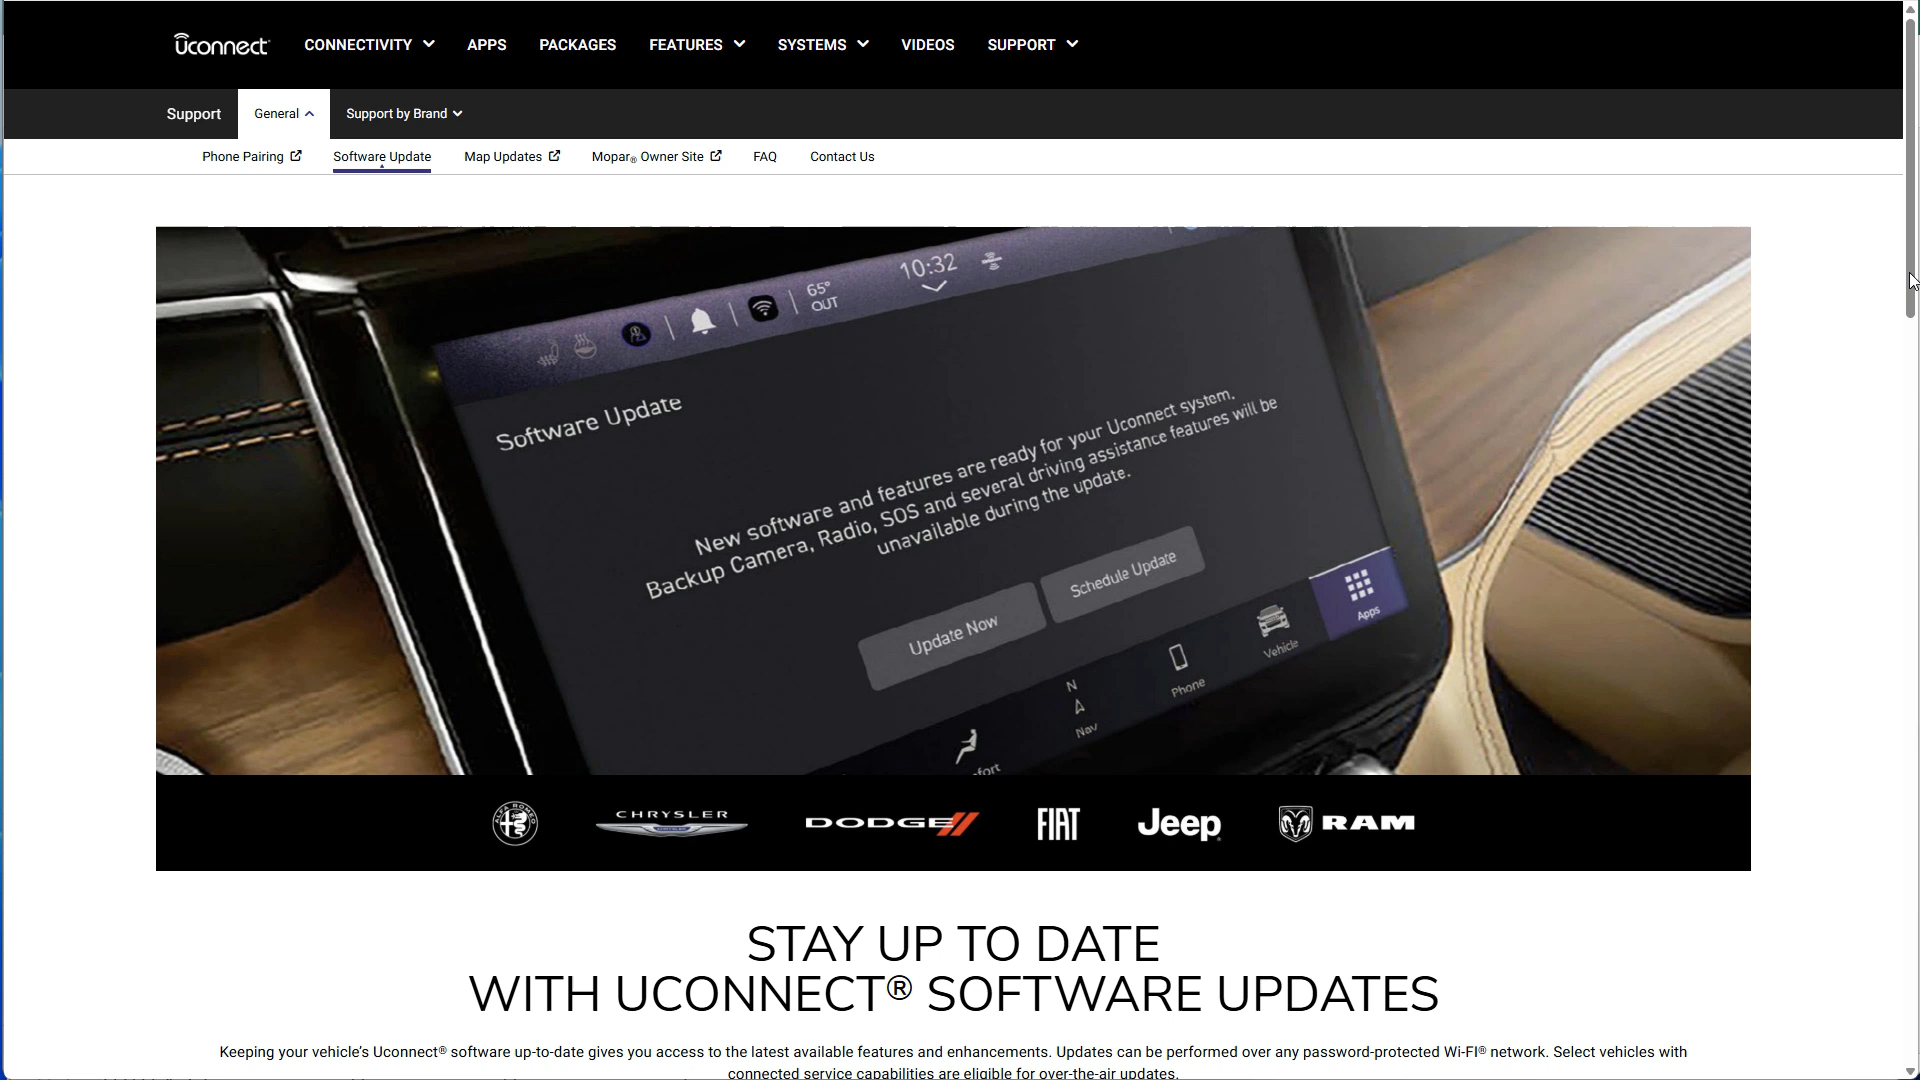 uconnect CONNECTIVITY APPS PACKAGES FEATURES SYSTEMS VIDEOS SUPPORT
Support General Support by Brand
Phone Pairing Software Update Map Updates Mopar® Owner Site FAQ Contact Us
10:32
65°
OUT
Software Update
New software and features are ready for your Uconnect system.
Backup Camera, Radio, SOS and several driving assistance features will be
unavailable during the update.
Update Now Schedule Update
fort
N
Nav
Phone
Vehicle
Apps
ALFA ROMEO CHRYSLER DODGE FIAT Jeep RAM
STAY UP TO DATE
WITH UCONNECT® SOFTWARE UPDATES
Keeping your vehicle's Uconnect® software up-to-date gives you access to the latest available features and enhancements. Updates can be performed over any password-protected Wi-FI® network. Select vehicles with
connected service capabilities are eligible for over-the-air updates.